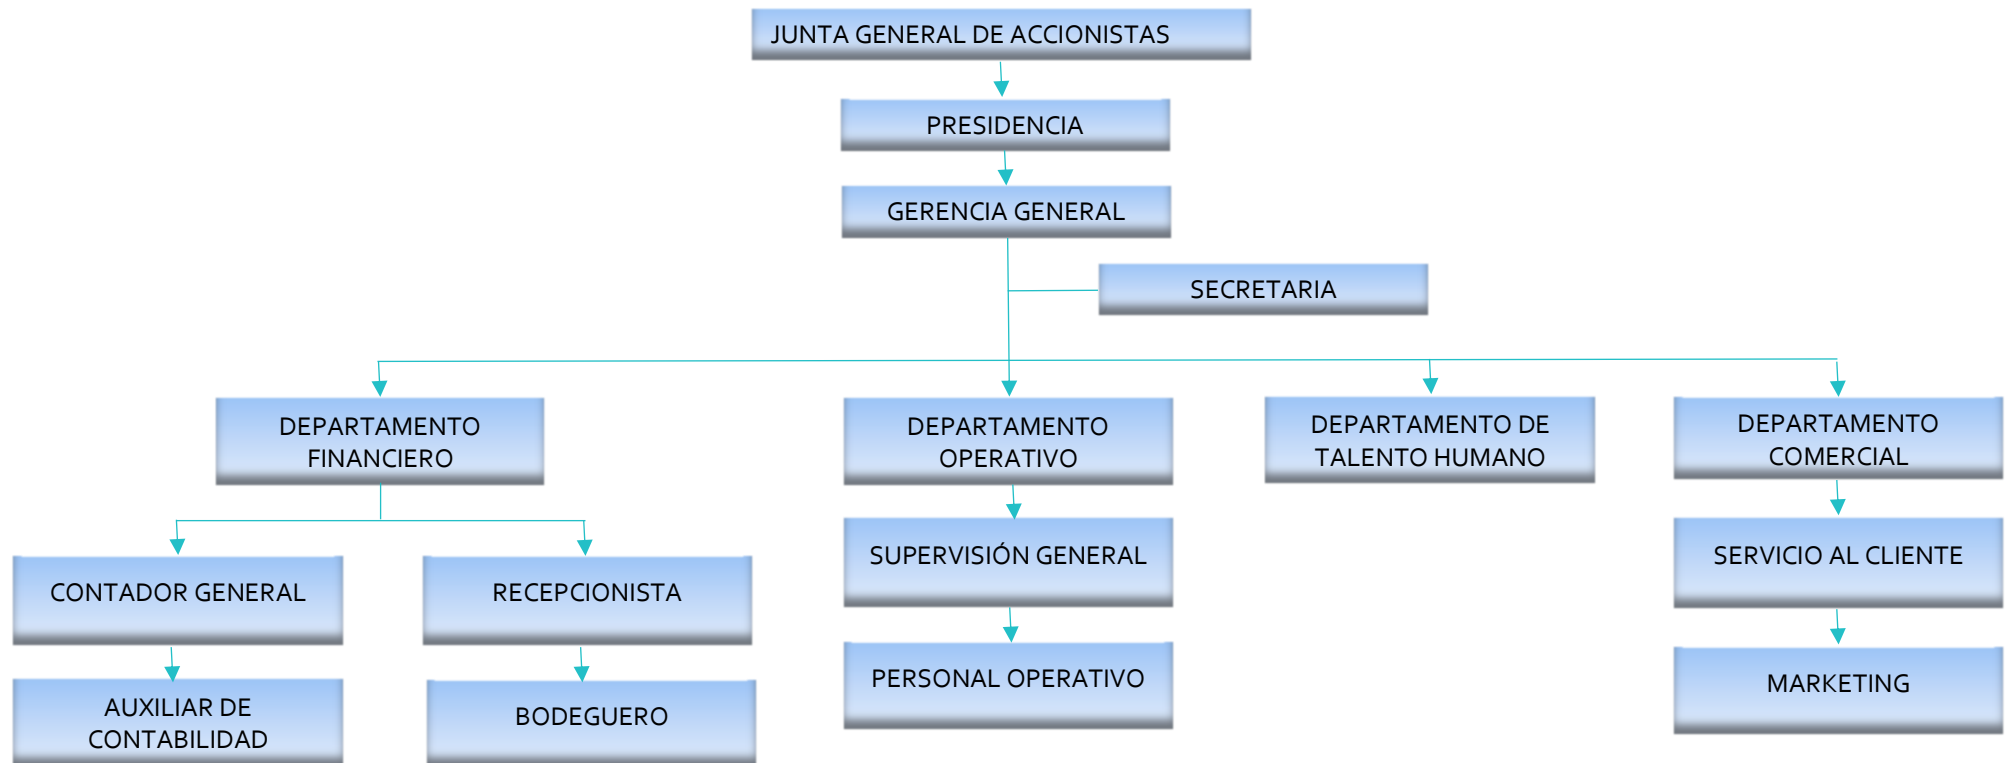 JUNTA GENERAL DE ACCIONISTAS
PRESIDENCIA
GERENCIA GENERAL
SECRETARIA
DEPARTAMENTO
FINANCIERO
DEPARTAMENTO
OPERATIVO
DEPARTAMENTO DE
TALENTO HUMANO
DEPARTAMENTO
COMERCIAL
CONTADOR GENERAL
RECEPCIONISTA
SUPERVISIÓN GENERAL
SERVICIO AL CLIENTE
AUXILIAR DE
CONTABILIDAD
BODEGUERO
PERSONAL OPERATIVO
MARKETING